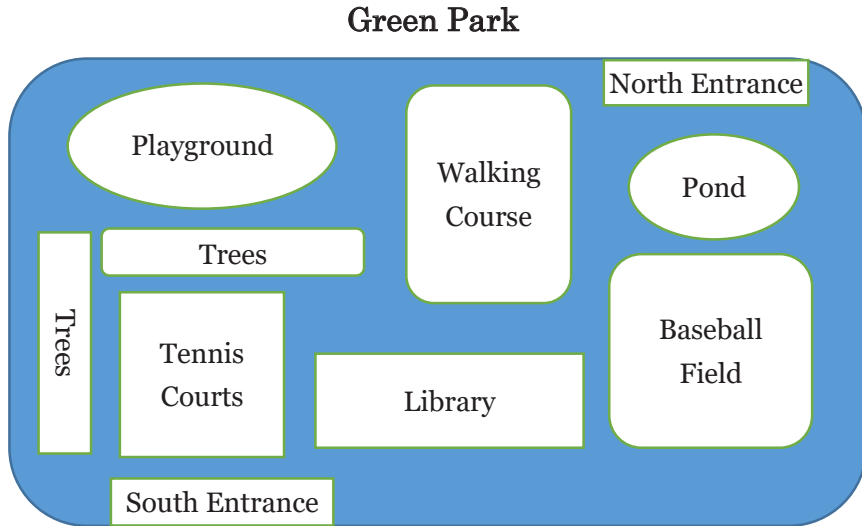 Green Park
North Entrance
Playground
Walking
Course
Pond
Trees
Trees
Tennis
Courts
Library
Baseball
Field
South Entrance